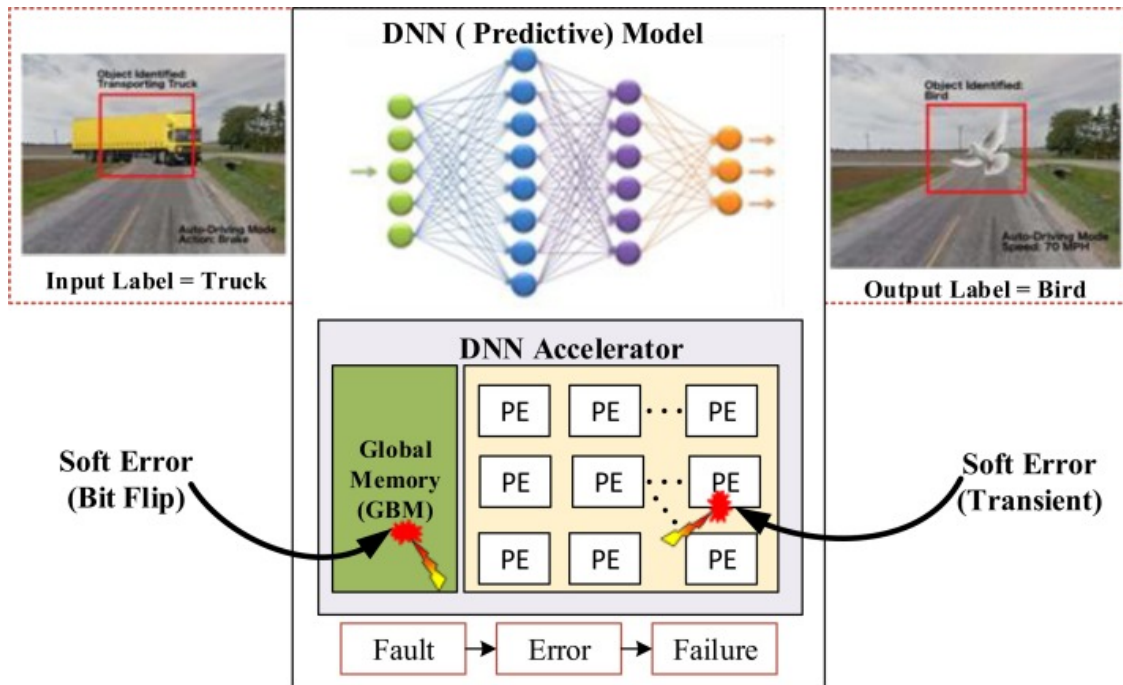 DNN ( Predictive) Model
Object Identified:
Transporting Truck
Auto-Driving Mode
Action: Brake
Input Label = Truck
Object Identified:
Bird
Auto-Driving Mode
Speed: 70 MPH
Output Label = Bird
DNN Accelerator
Global
Memory
(GBM)
PE PE PE
PE PE PE
PE PE PE
Soft Error
(Bit Flip)
Soft Error
(Transient)
Fault Error Failure